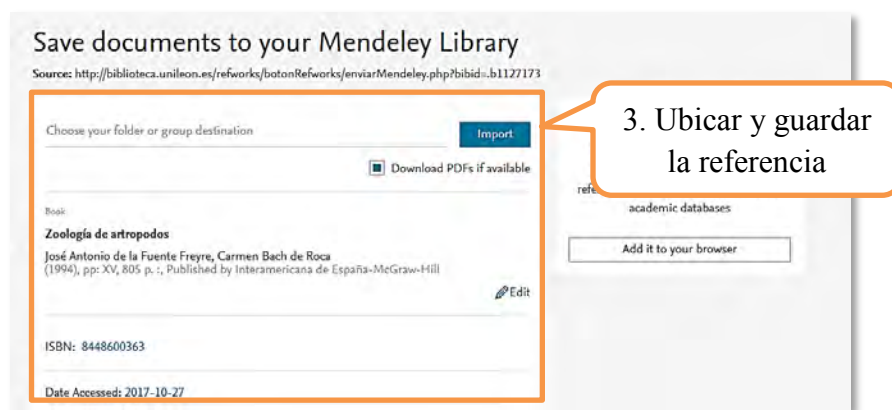 Save documents to your Mendeley Library
Source: http://biblioteca.unileon.es/refworks/botonRefworks/enviarMendeley.php?bibid=.b1127173
Choose your folder or group destination
Import
Download PDFs if available
3. Ubicar y guardar
la referencia
academic databases
Add it to your browser
Book
Zoología de artropodos
José Antonio de la Fuente Freyre, Carmen Bach de Roca
(1994), pp: XV, 805 p. :, Published by Interamericana de España-McGraw-Hill
Edit
ISBN: 8448600363
Date Accessed: 2017-10-27